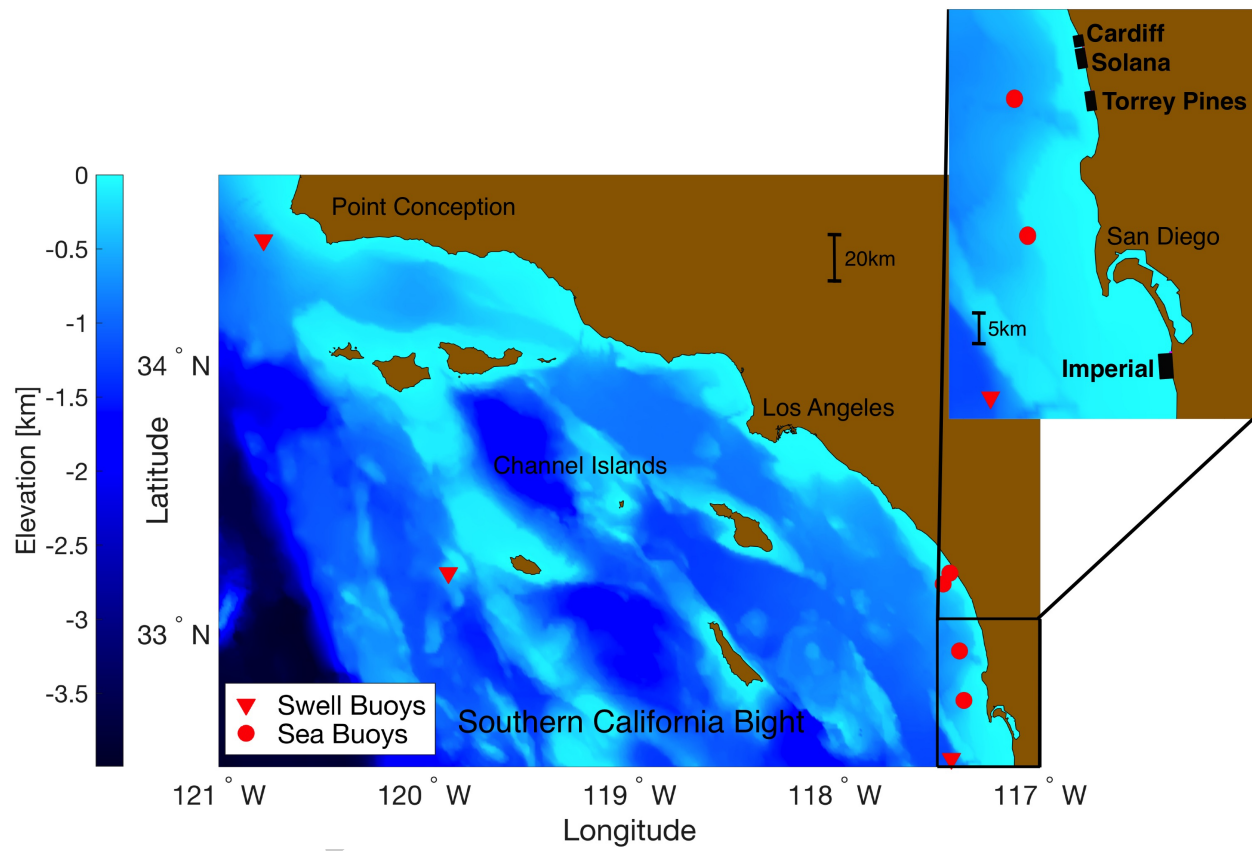 Cardiff
Solana
Torrey Pines
San Diego
5km
Imperial
Point Conception
20km
Los Angeles
Channel Islands
Southern California Bight
Swell Buoys
Sea Buoys
Elevation [km]
0
-0.5
-1
-1.5
-2
-2.5
-3
-3.5
Latitude
34 ° N
33 ° N
121 ° W
120 ° W
119 ° W
118 ° W
117 ° W
Longitude